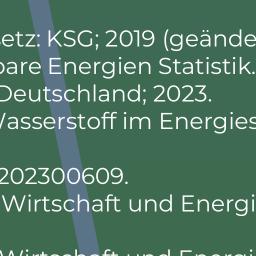 etz: KSG; 2019 (geände
bare Energien Statistik.
Deutschland; 2023.
Wasserstoff im Energies
202300609.
Wirtschaft und Energi
Wirtschaft und Energi